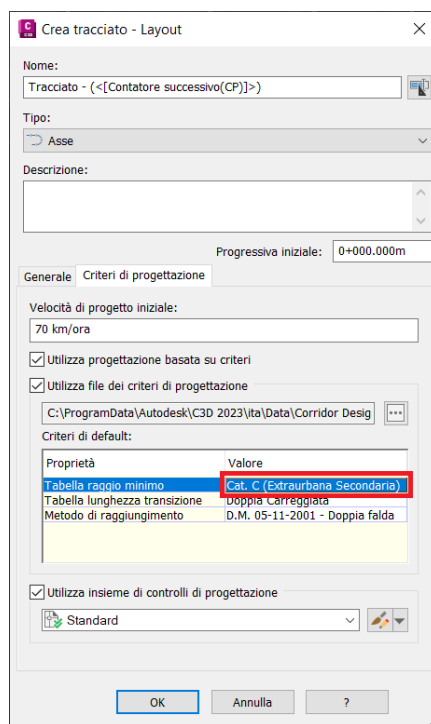 Crea tracciato - Layout
Nome:
Tracciato - (<[Contatore successivo(CP)]>)
Tipo:
Asse
Descrizione:
Progressiva iniziale: 0+000.000m
Generale Criteri di progettazione
Velocità di progetto iniziale:
70 km/ora
Utilizza progettazione basata su criteri
Utilizza file dei criteri di progettazione
C:\ProgramData\Autodesk\C3D 2023\ita\Data\Corridor Desig ...
Criteri di default:
Proprietà Valore
Tabella raggio minimo Cat. C (Extraurbana Secondaria)
Tabella lunghezza transizione Doppia Carreggiata
Metodo di raggiungimento D.M. 05-11-2001 - Doppia falda
Utilizza insieme di controlli di progettazione
Standard
OK Annulla ?